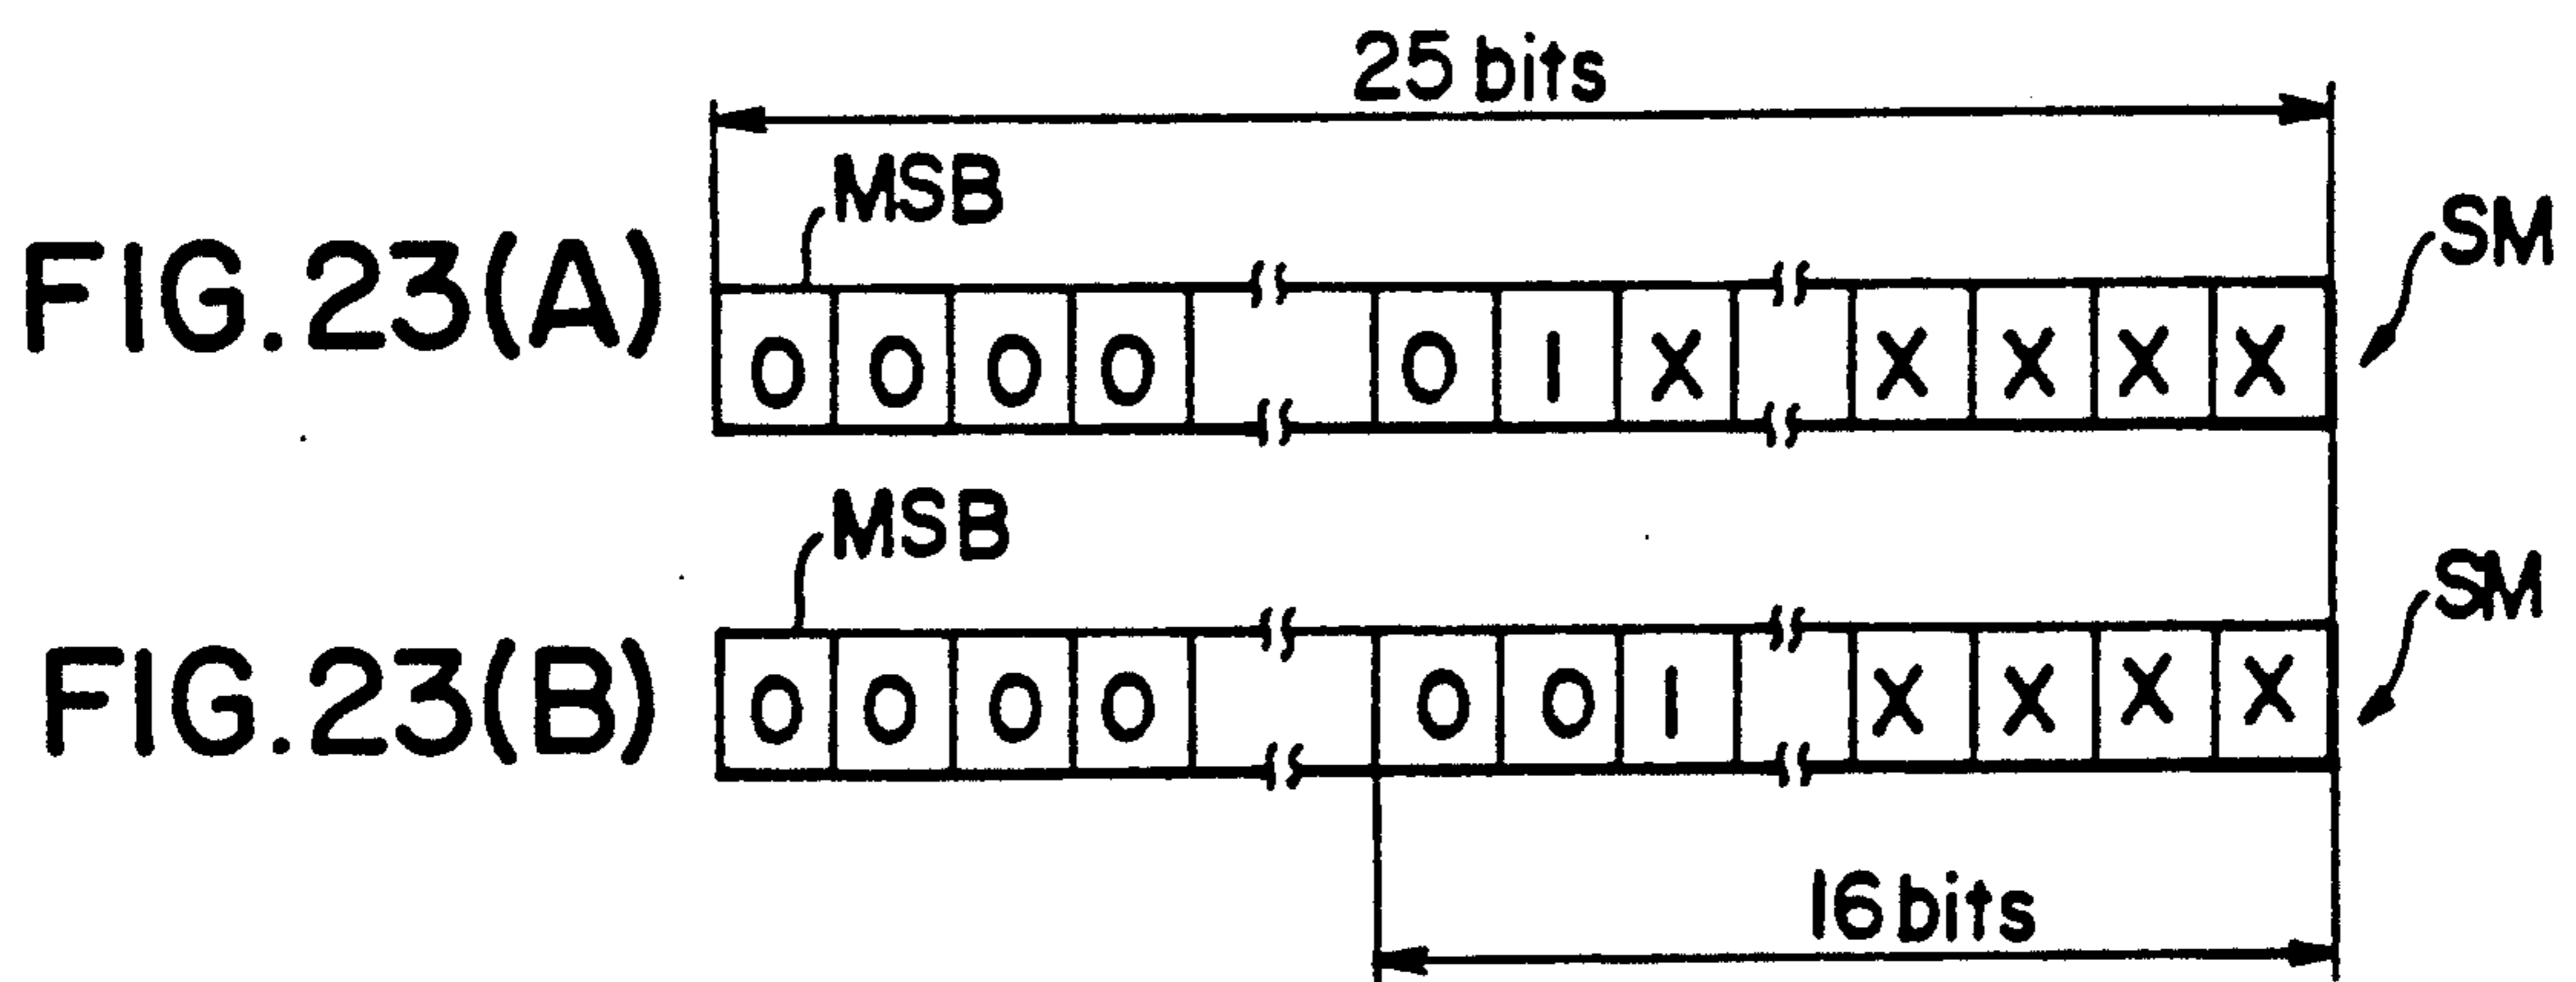 25 bits
MSB
SM
FIG.23(A)
0 0 0 0 0 1 X X X X X
MSB
SM
FIG.23(B)
0 0 0 0 0 0 1 X X X X
16 bits